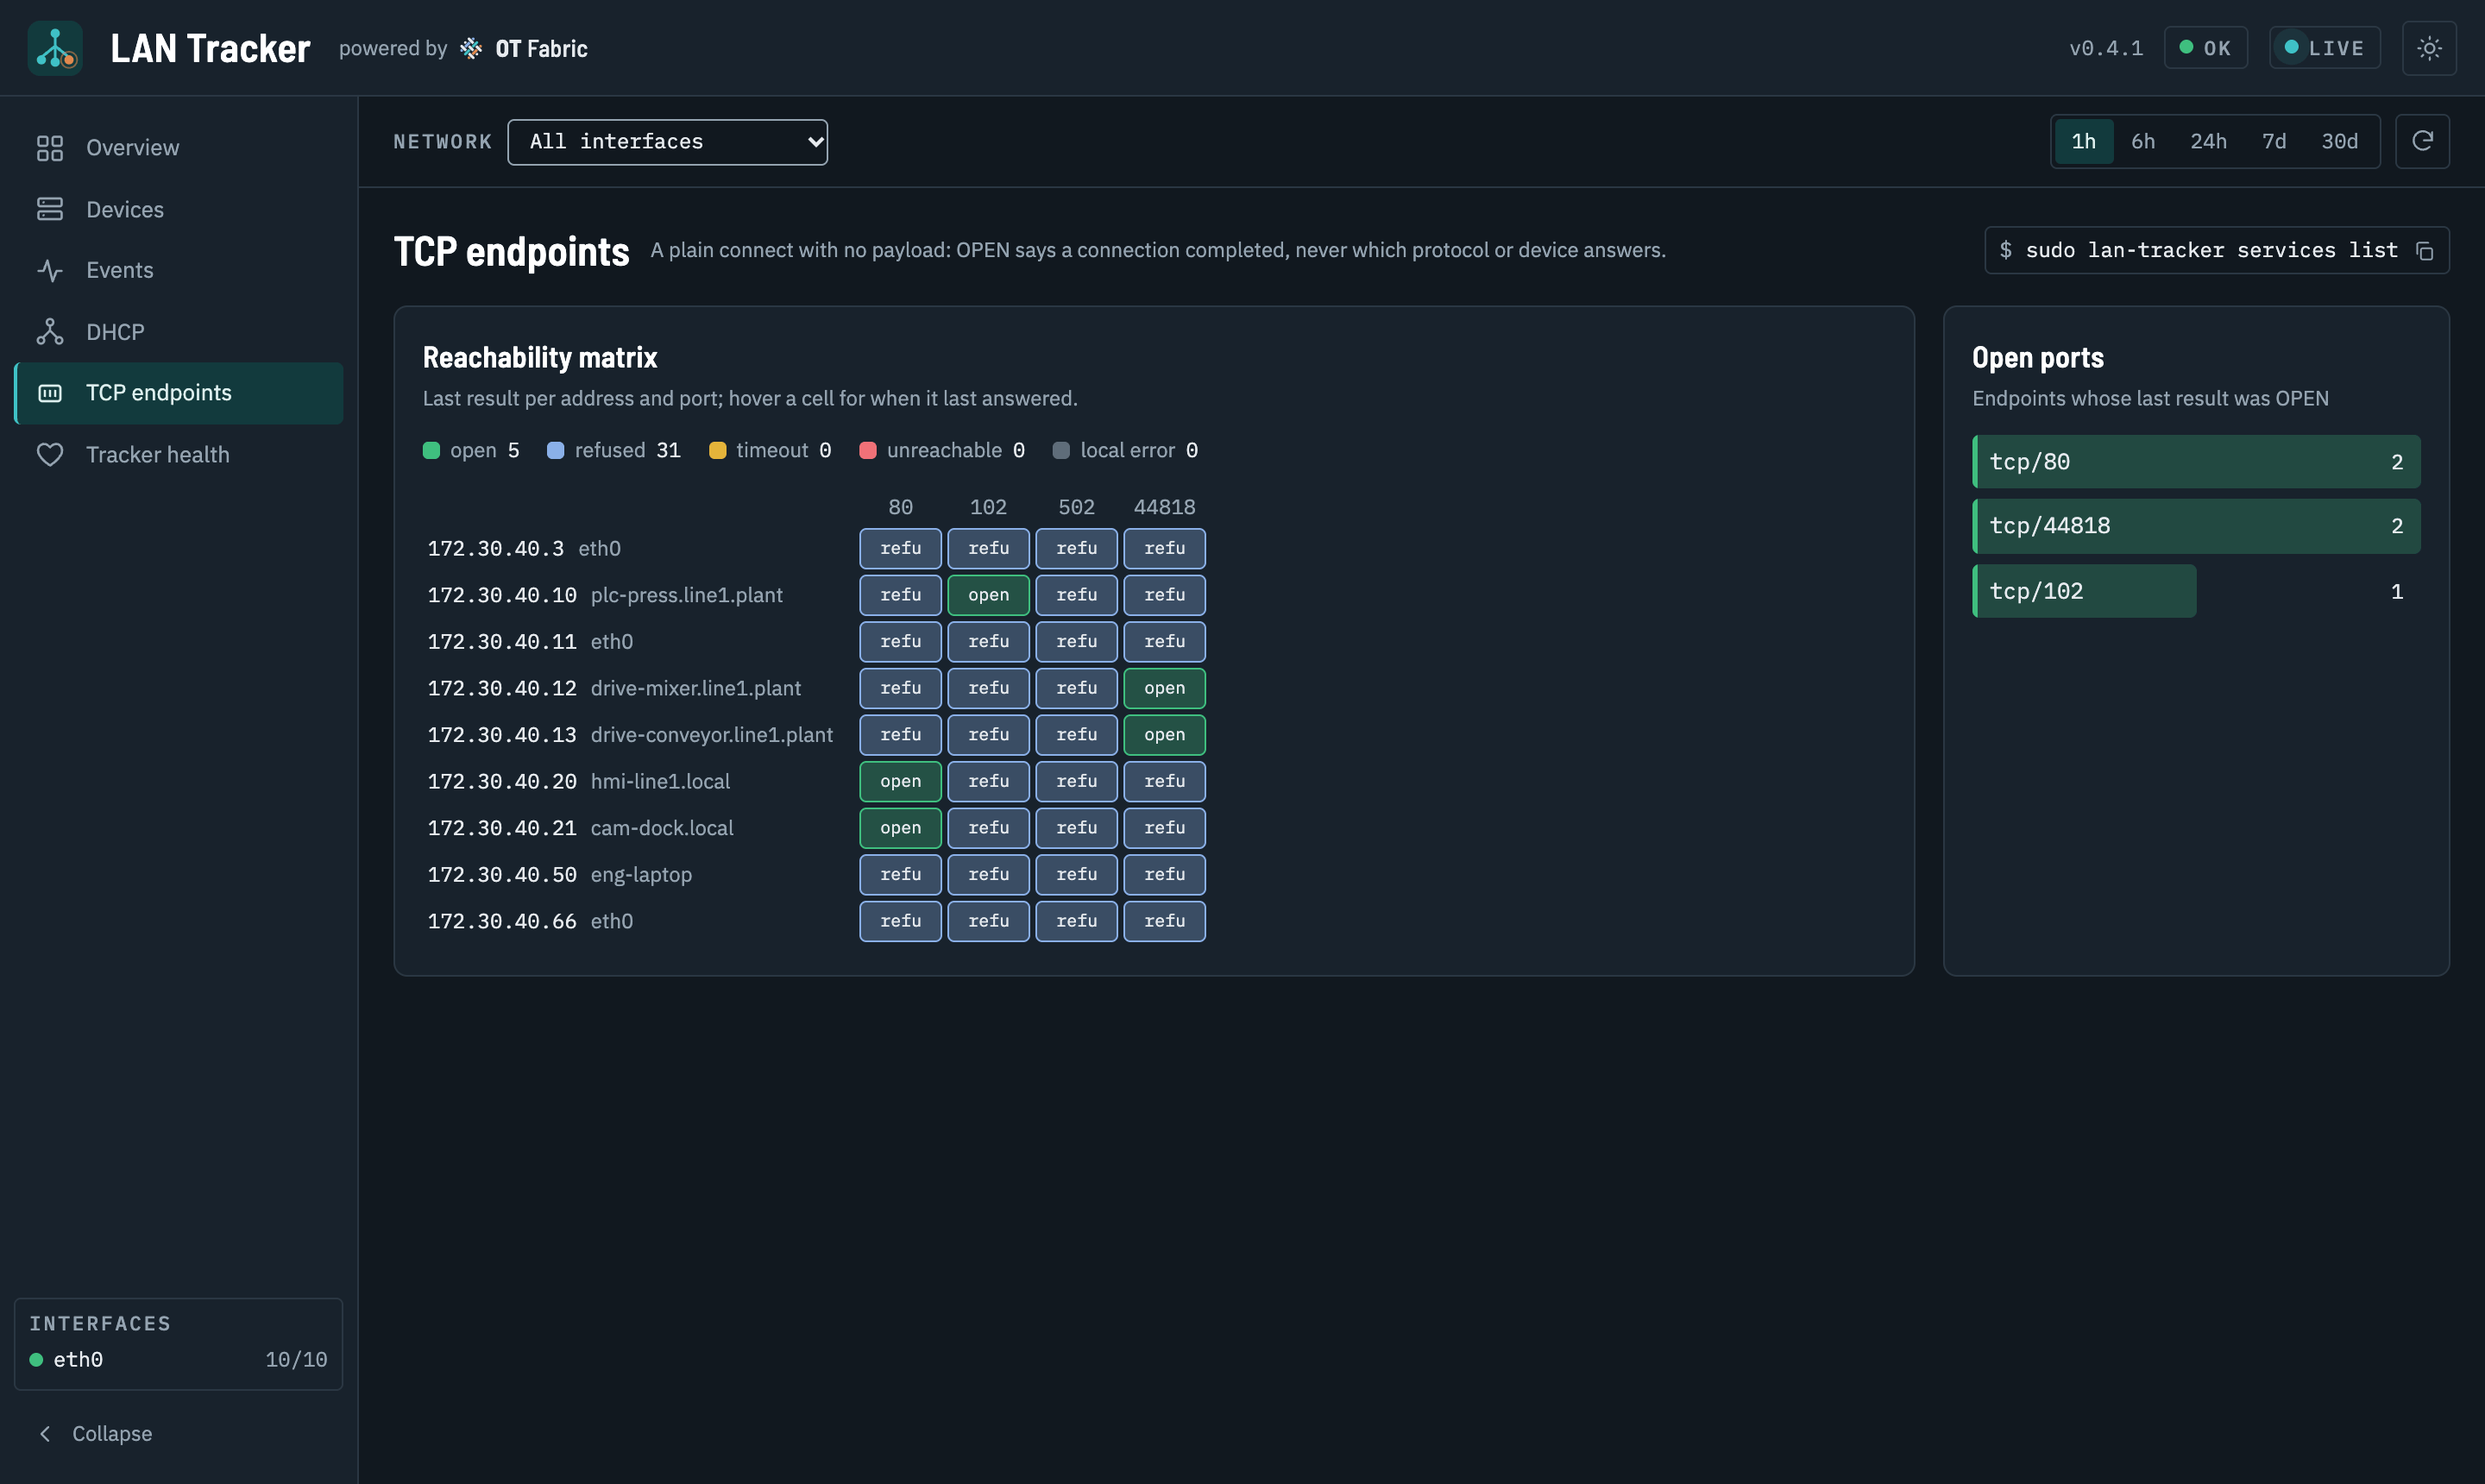 LAN Tracker powered by OT Fabric v0.4.1 OK LIVE
Overview
Devices
Events
DHCP
TCP endpoints
Tracker health
INTERFACES
eth0 10/10
Collapse
NETWORK All interfaces 1h 6h 24h 7d 30d
TCP endpoints A plain connect with no payload: OPEN says a connection completed, never which protocol or device answers. $ sudo lan-tracker services list
Reachability matrix
Last result per address and port; hover a cell for when it last answered.
open 5 refused 31 timeout 0 unreachable 0 local error 0
80 102 502 44818
172.30.40.3 eth0 refu refu refu refu
172.30.40.10 plc-press.line1.plant refu open refu refu
172.30.40.11 eth0 refu refu refu refu
172.30.40.12 drive-mixer.line1.plant refu refu refu open
172.30.40.13 drive-conveyor.line1.plant refu refu refu open
172.30.40.20 hmi-line1.local open refu refu refu
172.30.40.21 cam-dock.local open refu refu refu
172.30.40.50 eng-laptop refu refu refu refu
172.30.40.66 eth0 refu refu refu refu
Open ports
Endpoints whose last result was OPEN
tcp/80 2
tcp/44818 2
tcp/102 1